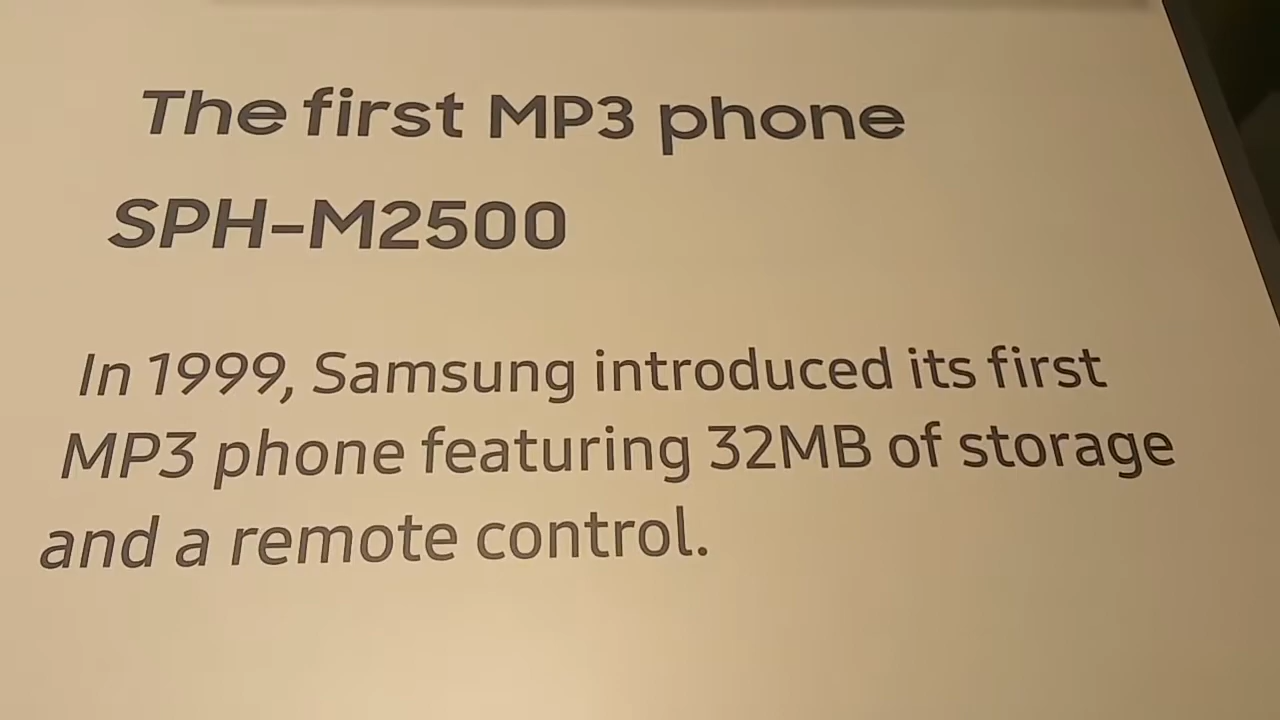 The first MP3 phone
SPH-M2500
In 1999, Samsung introduced its first
MP3 phone featuring 32MB of storage
and a remote control.